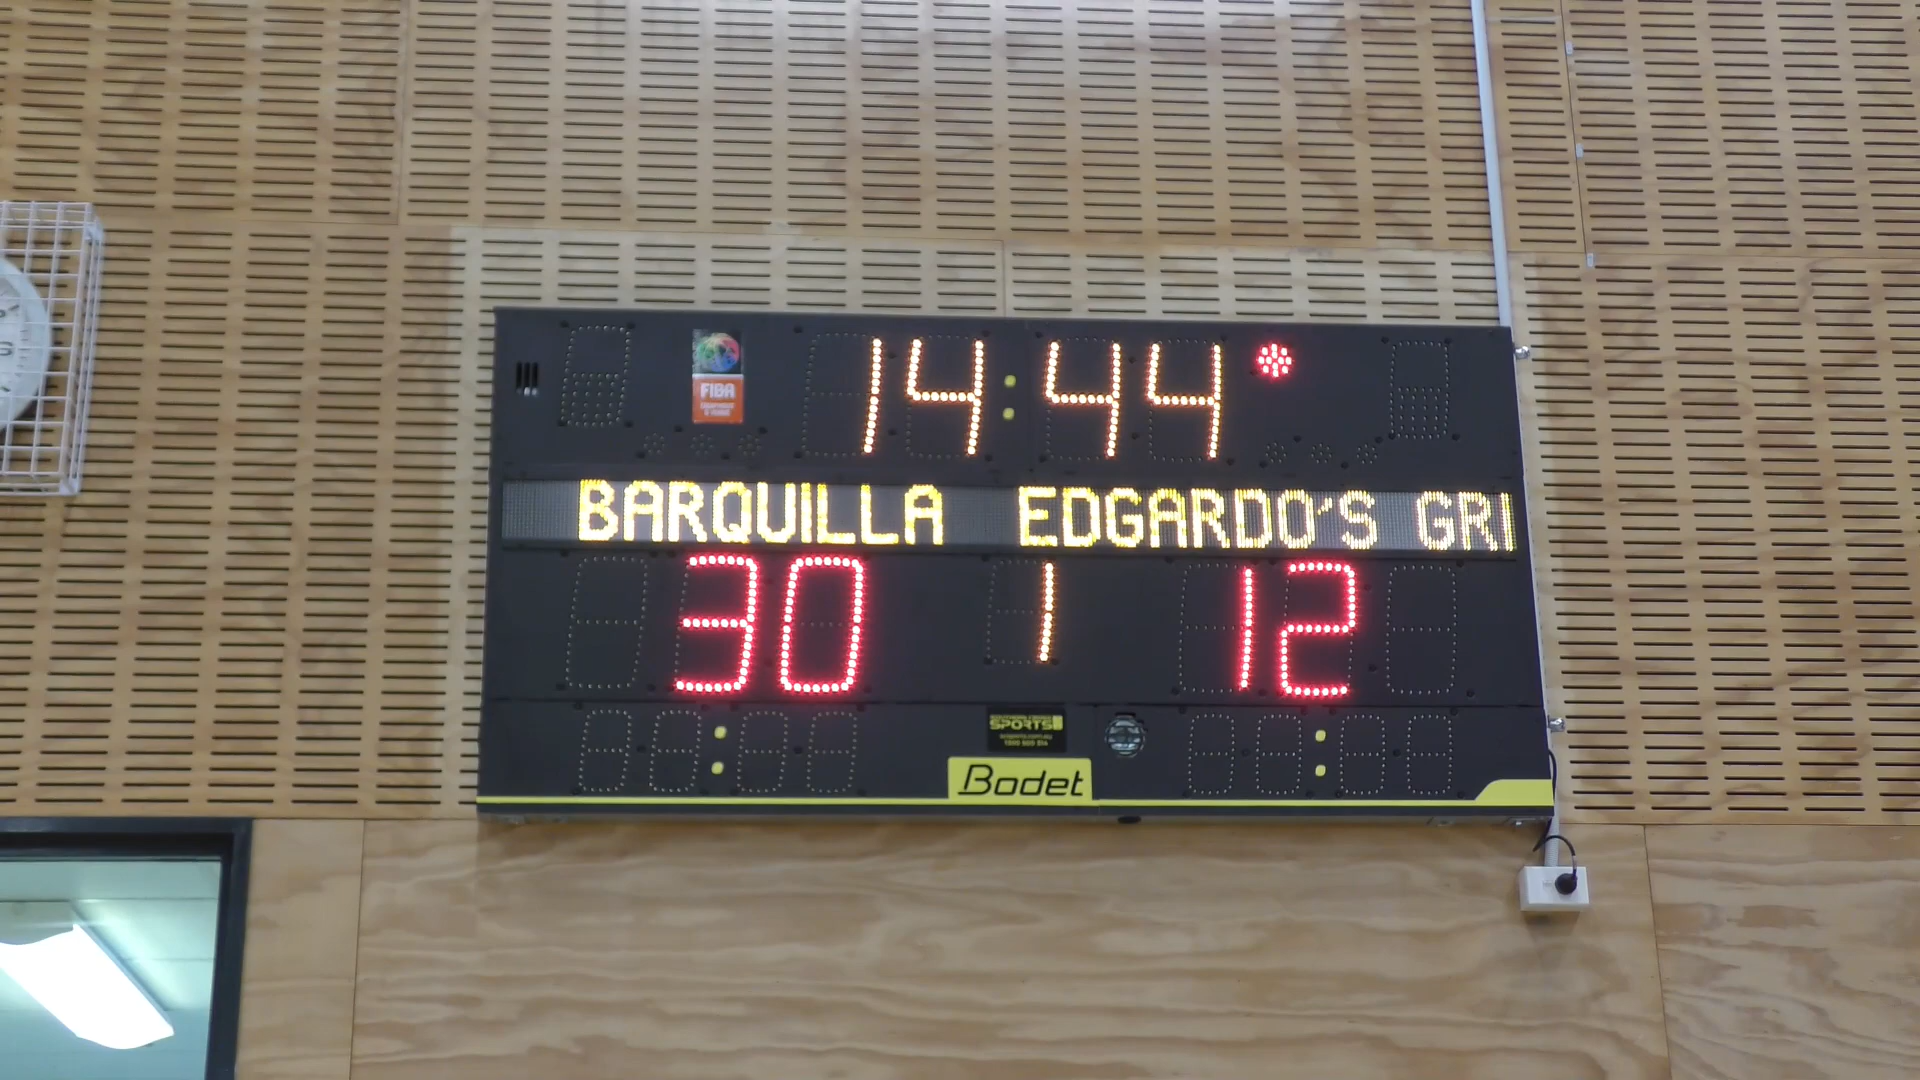 14:44
FIBA
BARQUILLA EDGARDO'S GRI
30 1 12
SPORTS
Bodet